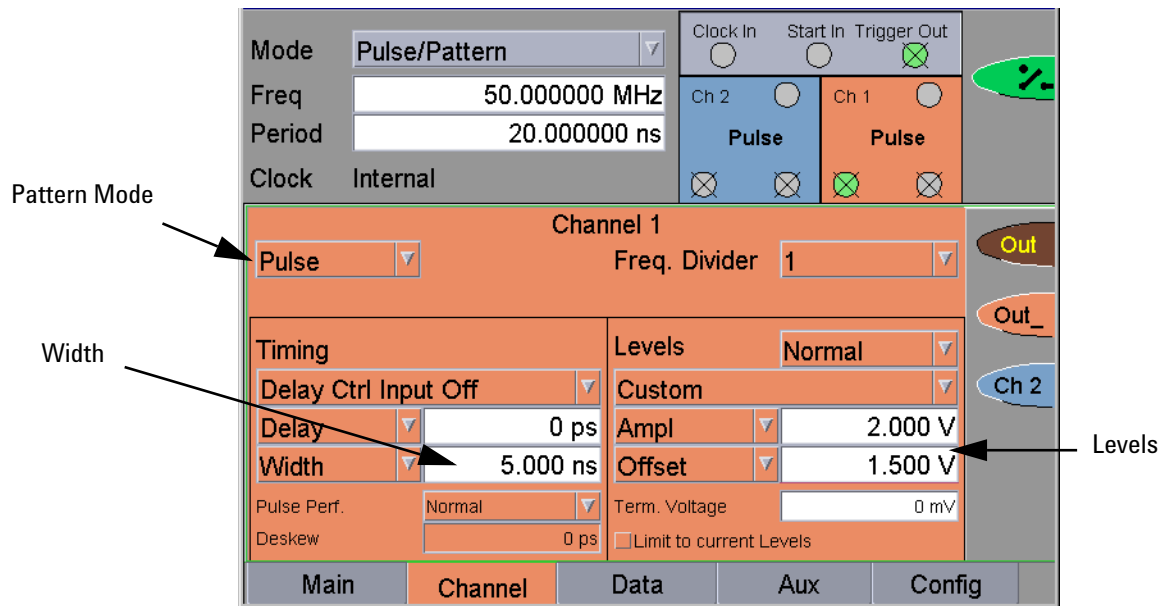 Mode Pulse/Pattern
Freq 50.000000 MHz
Period 20.000000 ns
Clock Internal
Clock In Start In Trigger Out
Ch 2 Ch 1
Pulse Pulse
Pattern Mode
Channel 1
Pulse Freq. Divider 1
Out
Out_
Ch 2
Width
Timing
Delay Ctrl Input Off
Delay 0 ps
Width 5.000 ns
Pulse Perf. Normal
Deskew 0 ps
Levels Normal
Custom
Ampl 2.000 V
Offset 1.500 V
Term. Voltage 0 mV
Limit to current Levels
Levels
Main Channel Data Aux Config